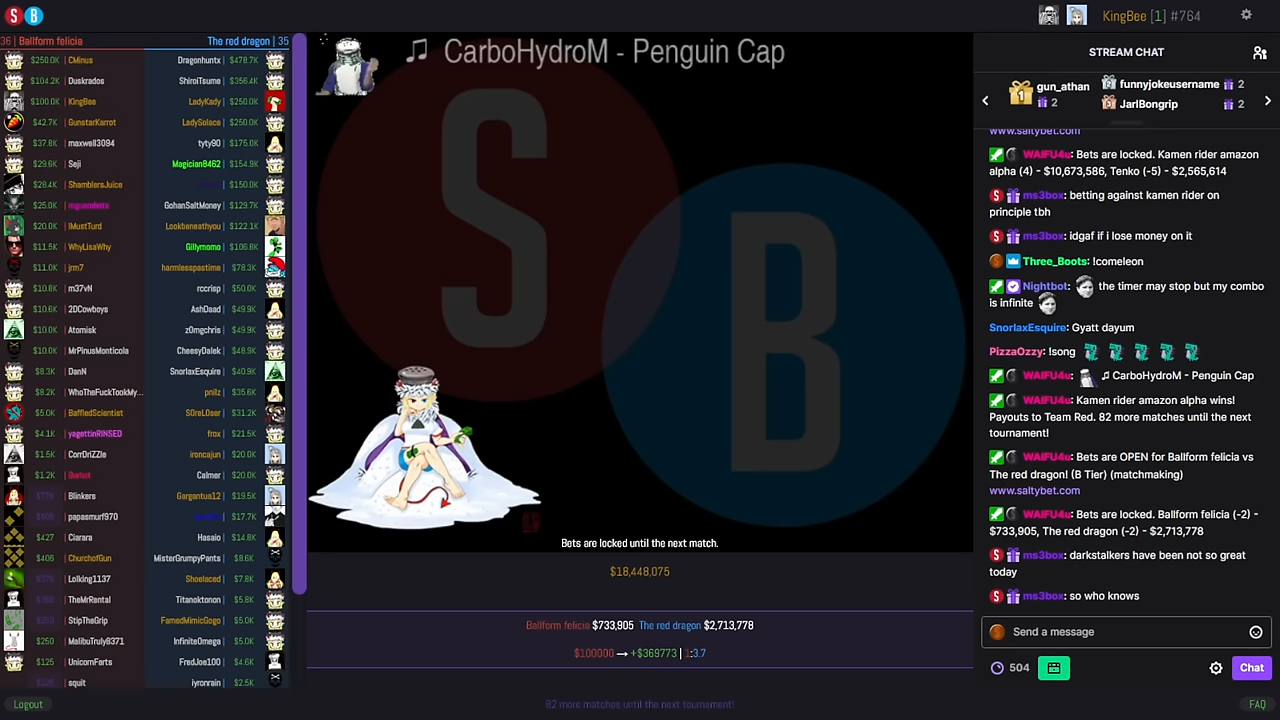 S B
KingBee [1] #764
36 | Ballform felicia
The red dragon | 35
$250.0K | CMinus
Dragonhuntx | $478.7K
$104.2K | Duskrados
ShiroiTsume | $356.4K
$100.0K | KingBee
LadyKady | $250.0K
$42.7K | GunstarKarrot
LadySolace | $250.0K
$37.8K | maxwell3094
tyty90 | $175.0K
$29.6K | Seji
Magician8462 | $154.9K
$28.4K | ShamblersJuice
| $150.0K
$25.0K |
GohanSaltMoney | $129.7K
$20.0K | IMustTurd
Lookbeneathyou | $122.1K
$11.5K | WhyLisaWhy
Gillymomo | $106.8K
$11.0K | jrm7
harmlesspastime | $78.3K
$10.8K | m37vN
rccrisp | $50.0K
$10.6K | 2DCowboys
AshDaad | $49.9K
$10.0K | Atomisk
z0mgchris | $49.9K
$10.0K | MrPinusMonticola
CheesyDalek | $48.9K
$8.3K | DanN
SnorlaxEsquire | $40.9K
$8.2K | WhoTheFuckTookMy...
pnilz | $35.6K
$5.0K | BaffledScientist
S0reL0ser | $31.2K
$4.1K | yagettinRINSED
frox | $21.5K
$1.5K | CorrDriZZle
ironcajun | $20.0K
$1.2K |
Calmer | $20.0K
| Blinkers
Gargantua12 | $19.5K
| papasmurf970
| $17.7K
$427 | Ciarara
Hasaio | $14.8K
$406 | ChurchofGun
MisterGrumpyPants | $8.6K
| Lolking1137
Shoelaced | $7.8K
| TheMrRental
Titanoktonon | $5.8K
| StipTheGrip
FamedMimicGogo | $5.0K
$250 | MalibuTruly8371
Infinite0mega | $5.0K
$125 | UnicornFarts
FredJoe100 | $4.6K
| squit
iyronrain | $2.5K
Logout
♫ CarboHydroM - Penguin Cap
S
B
Bets are locked until the next match.
$18,448,075
Ballform felicia $733,905 The red dragon $2,713,778
$100000 → +$369773 | 1:3.7
82 more matches until the next tournament!
STREAM CHAT
1 gun_athan 2
2 funnyjokeusername 2
3 JarlBongrip 2
www.saltybet.com
WAIFU4u: Bets are locked. Kamen rider amazon
alpha (4) - $10,673,586, Tenko (-5) - $2,565,617
ms3box: betting against kamen rider on
principle tbh
ms3box: idgaf if i lose money on it
Three_Boots: !comeleon
Nightbot: the timer may stop but my combo
is infinite
SnorlaxEsquire: Gyatt dayum
PizzaOzzy: !song
WAIFU4u: ♫ CarboHydroM - Penguin Cap
WAIFU4u: Kamen rider amazon alpha wins!
Payouts to Team Red. 82 more matches until the next
tournament!
WAIFU4u: Bets are OPEN for Ballform felicia vs
The red dragon! (B Tier) (matchmaking)
www.saltybet.com
WAIFU4u: Bets are locked. Ballform felicia (-2) -
$733,905, The red dragon (-2) - $2,713,778
ms3box: darkstalkers have been not so great
today
ms3box: so who knows
Send a message
504
Chat
FAQ